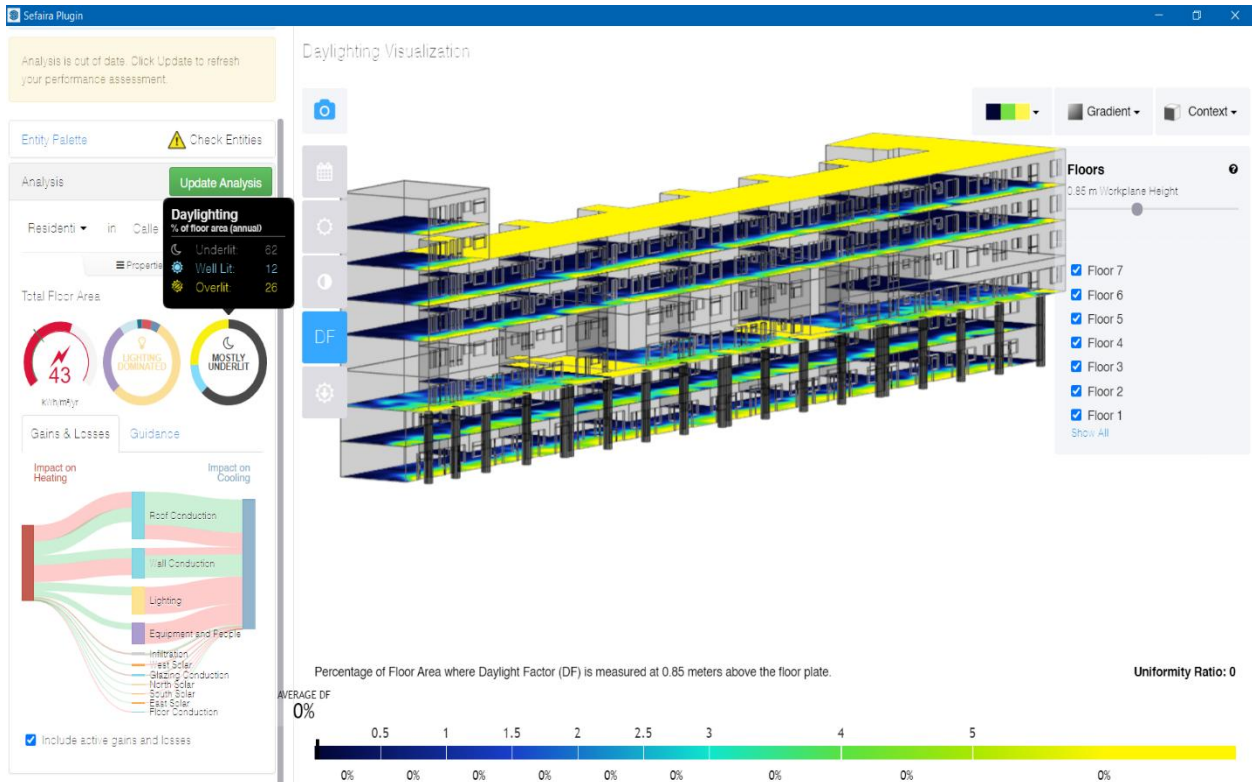 Sefaira Plugin
Analysis is out of date. Click Update to refresh
your performance assessment.
Entity Palette
Check Entities
Analysis
Update Analysis
Daylighting
% of floor area (annual)
Underlit: 62
Well Lit: 12
Overlit: 26
Residenti
in
Calle
Propertie
Total Floor Area
43
kWh/m²/yr
LIGHTING
DOMINATED
MOSTLY
UNDERLIT
Gains & Losses
Guidance
Impact on
Heating
Impact on
Cooling
Roof Conduction
Wall Conduction
Lighting
Equipment and People
Infiltration
West Solar
Glazing Conduction
North Solar
South Solar
East Solar
Floor Conduction
Include active gains and losses
Daylighting Visualization
DF
Gradient
Context
Floors
0.85 m Workplane Height
Floor 7
Floor 6
Floor 5
Floor 4
Floor 3
Floor 2
Floor 1
Show All
Percentage of Floor Area where Daylight Factor (DF) is measured at 0.85 meters above the floor plate.
Uniformity Ratio: 0
AVERAGE DF
0%
0.5 1 1.5 2 2.5 3 4 5
0% 0% 0% 0% 0% 0% 0% 0% 0%